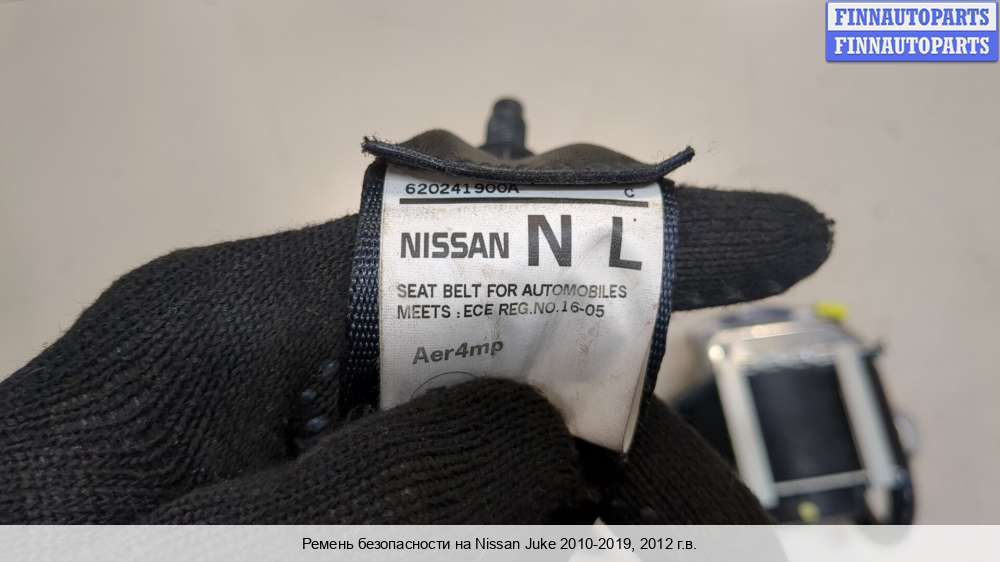 FINNAUTOPARTS
FINNAUTOPARTS
620241900A C
NISSAN N L
SEAT BELT FOR AUTOMOBILES
MEETS : ECE REG.NO.16-05
Aer4mp
Ремень безопасности на Nissan Juke 2010-2019, 2012 г.в.